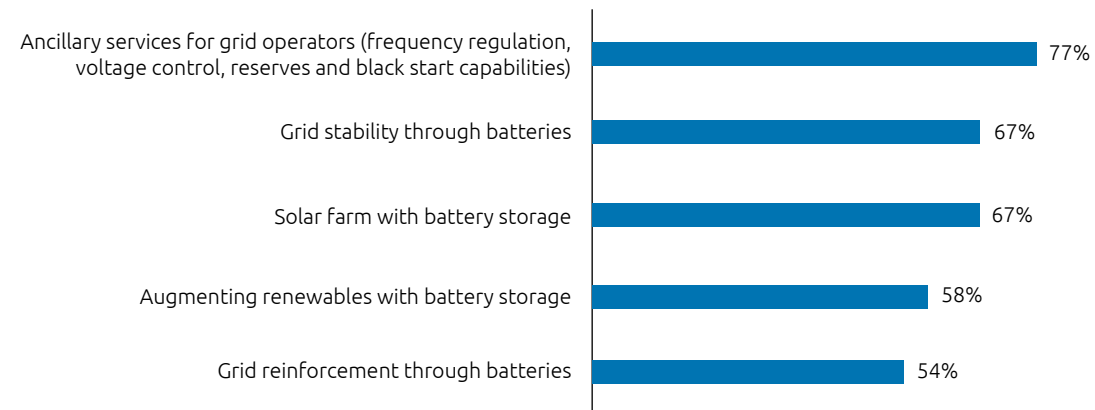 Ancillary services for grid operators (frequency regulation,
voltage control, reserves and black start capabilities)
77%
Grid stability through batteries
67%
Solar farm with battery storage
67%
Augmenting renewables with battery storage
58%
Grid reinforcement through batteries
54%